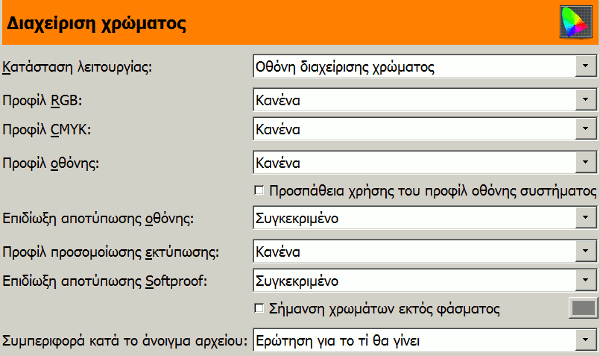 Διαχείριση χρώματος
Κατάσταση λειτουργίας: Οθόνη διαχείρισης χρώματος
Προφίλ RGB: Κανένα
Προφίλ CMYK: Κανένα
Προφίλ οθόνης: Κανένα
Προσπάθεια χρήσης του προφίλ οθόνης συστήματος
Επιδίωξη αποτύπωσης οθόνης: Συγκεκριμένο
Προφίλ προσομοίωσης εκτύπωσης: Κανένα
Επιδίωξη αποτύπωσης Softproof: Συγκεκριμένο
Σήμανση χρωμάτων εκτός φάσματος
Συμπεριφορά κατά το άνοιγμα αρχείου: Ερώτηση για το τί θα γίνει